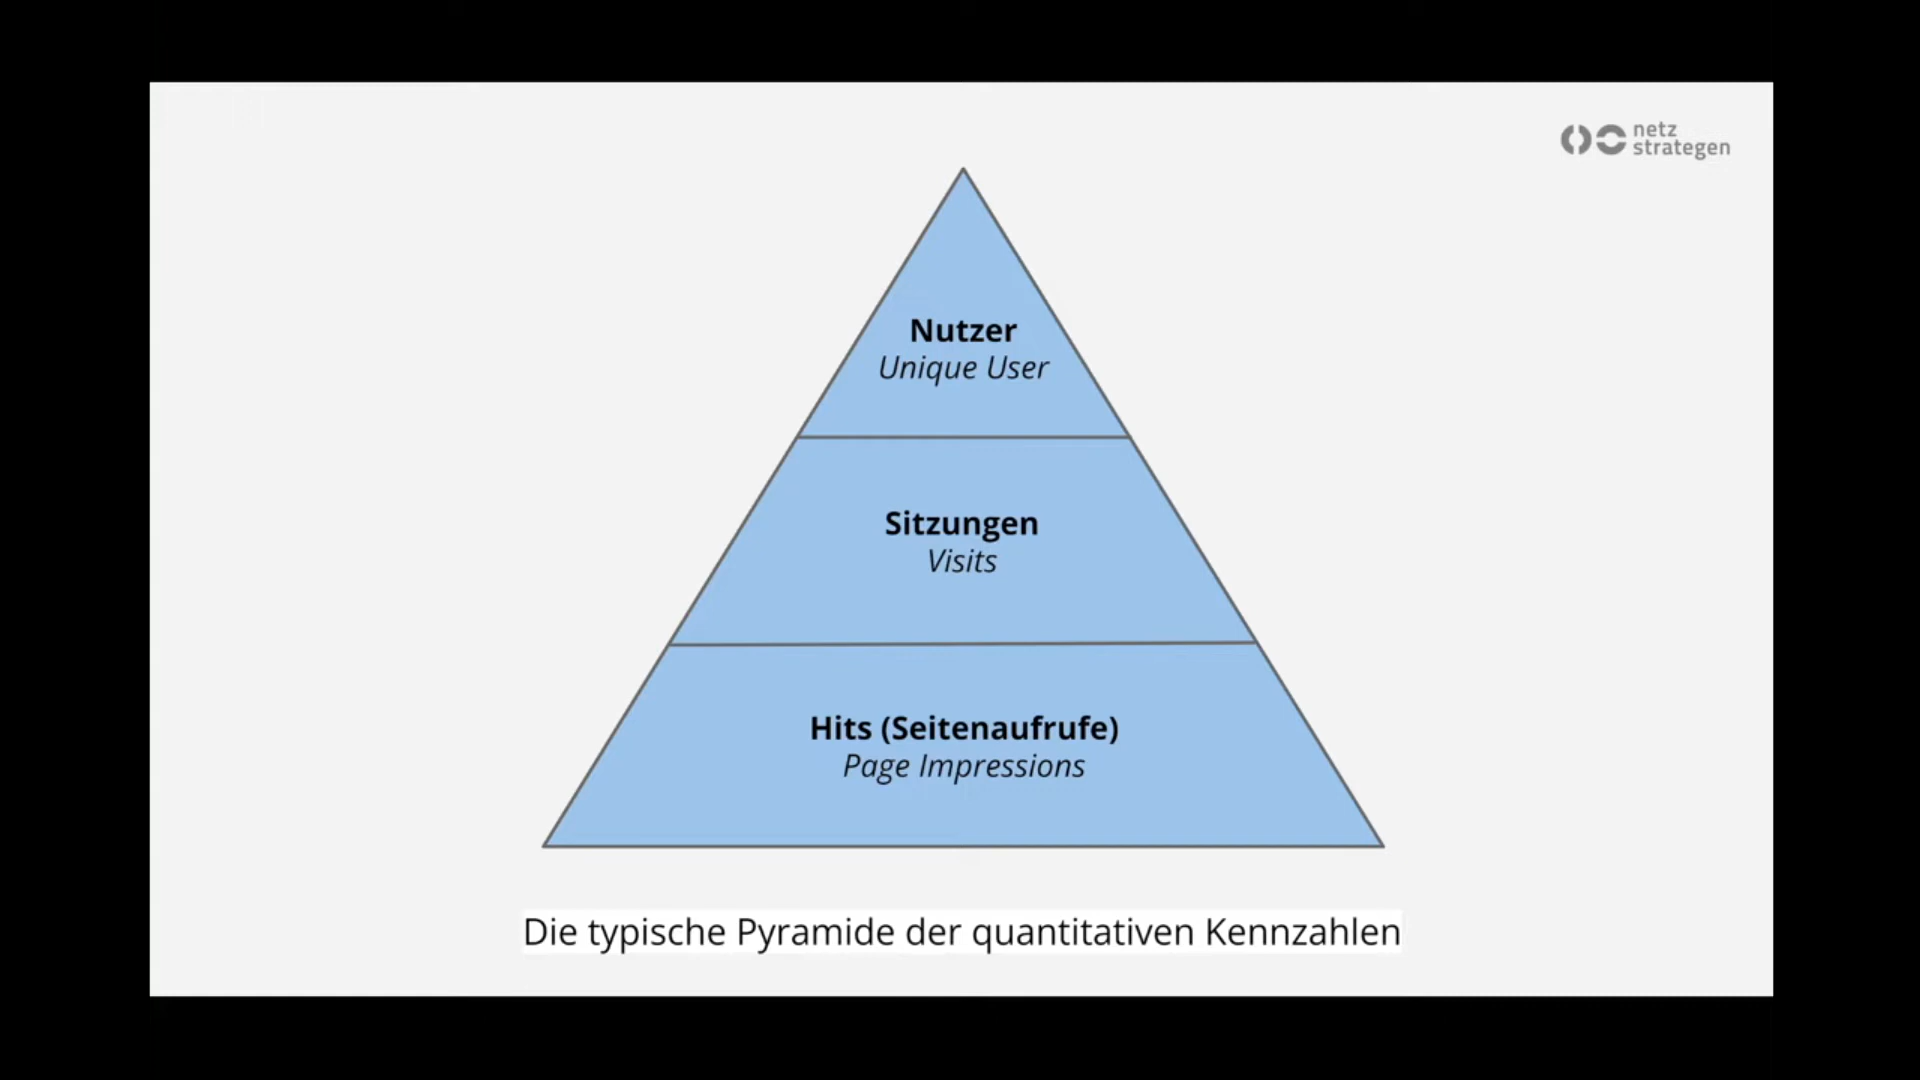 netz
strategen
Nutzer
Unique User
Sitzungen
Visits
Hits (Seitenaufrufe)
Page Impressions
Die typische Pyramide der quantitativen Kennzahlen